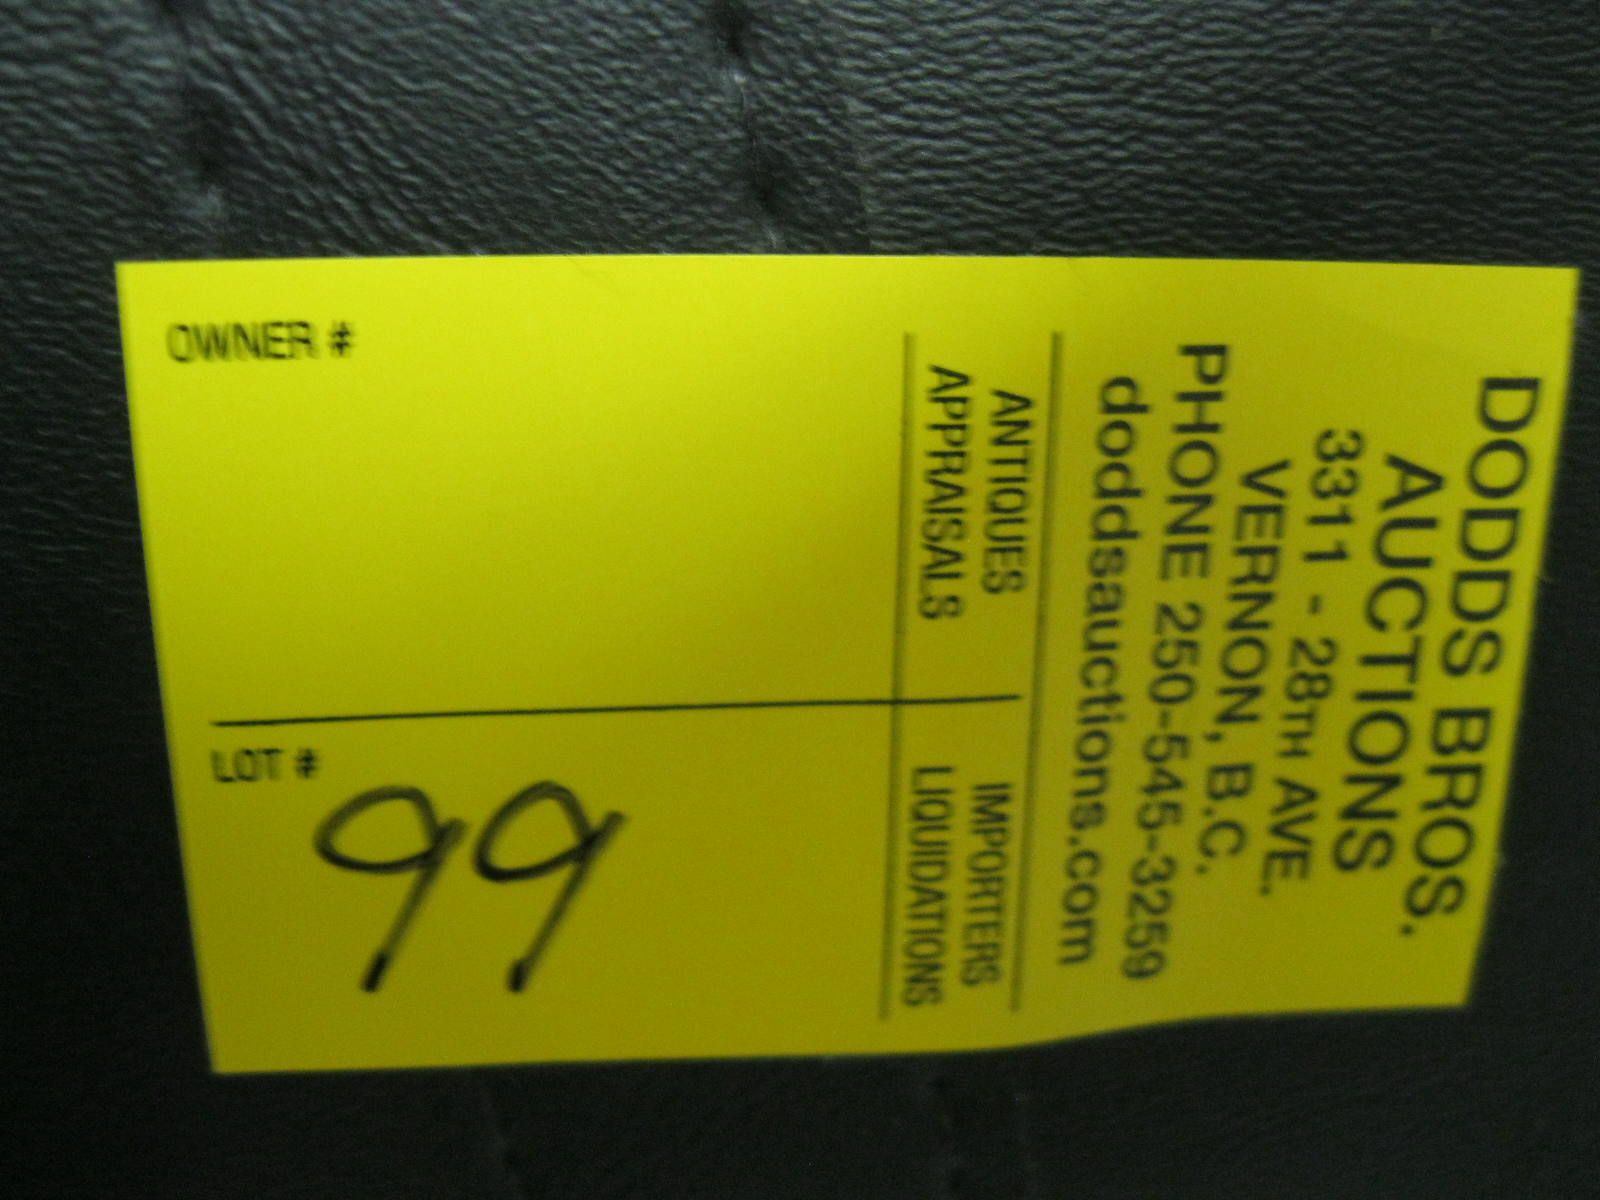 DODDS BROS.
AUCTIONS
3311 - 28TH AVE.
VERNON, B.C.
PHONE 250-545-3259
doddsauctions.com
ANTIQUES
APPRAISALS
IMPORTERS
LIQUIDATIONS
OWNER #
LOT #
99